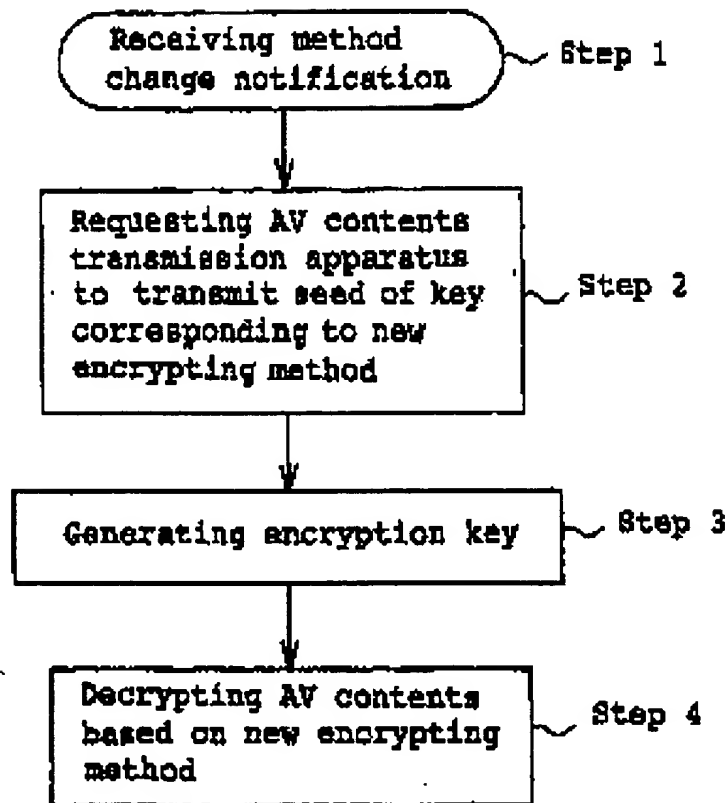 Receiving method
change notification
Step 1
Requesting AV contents
transmission apparatus
to transmit seed of key
corresponding to new
encrypting method
Step 2
Generating encryption key
Step 3
Decrypting AV contents
based on new encrypting
method
Step 4